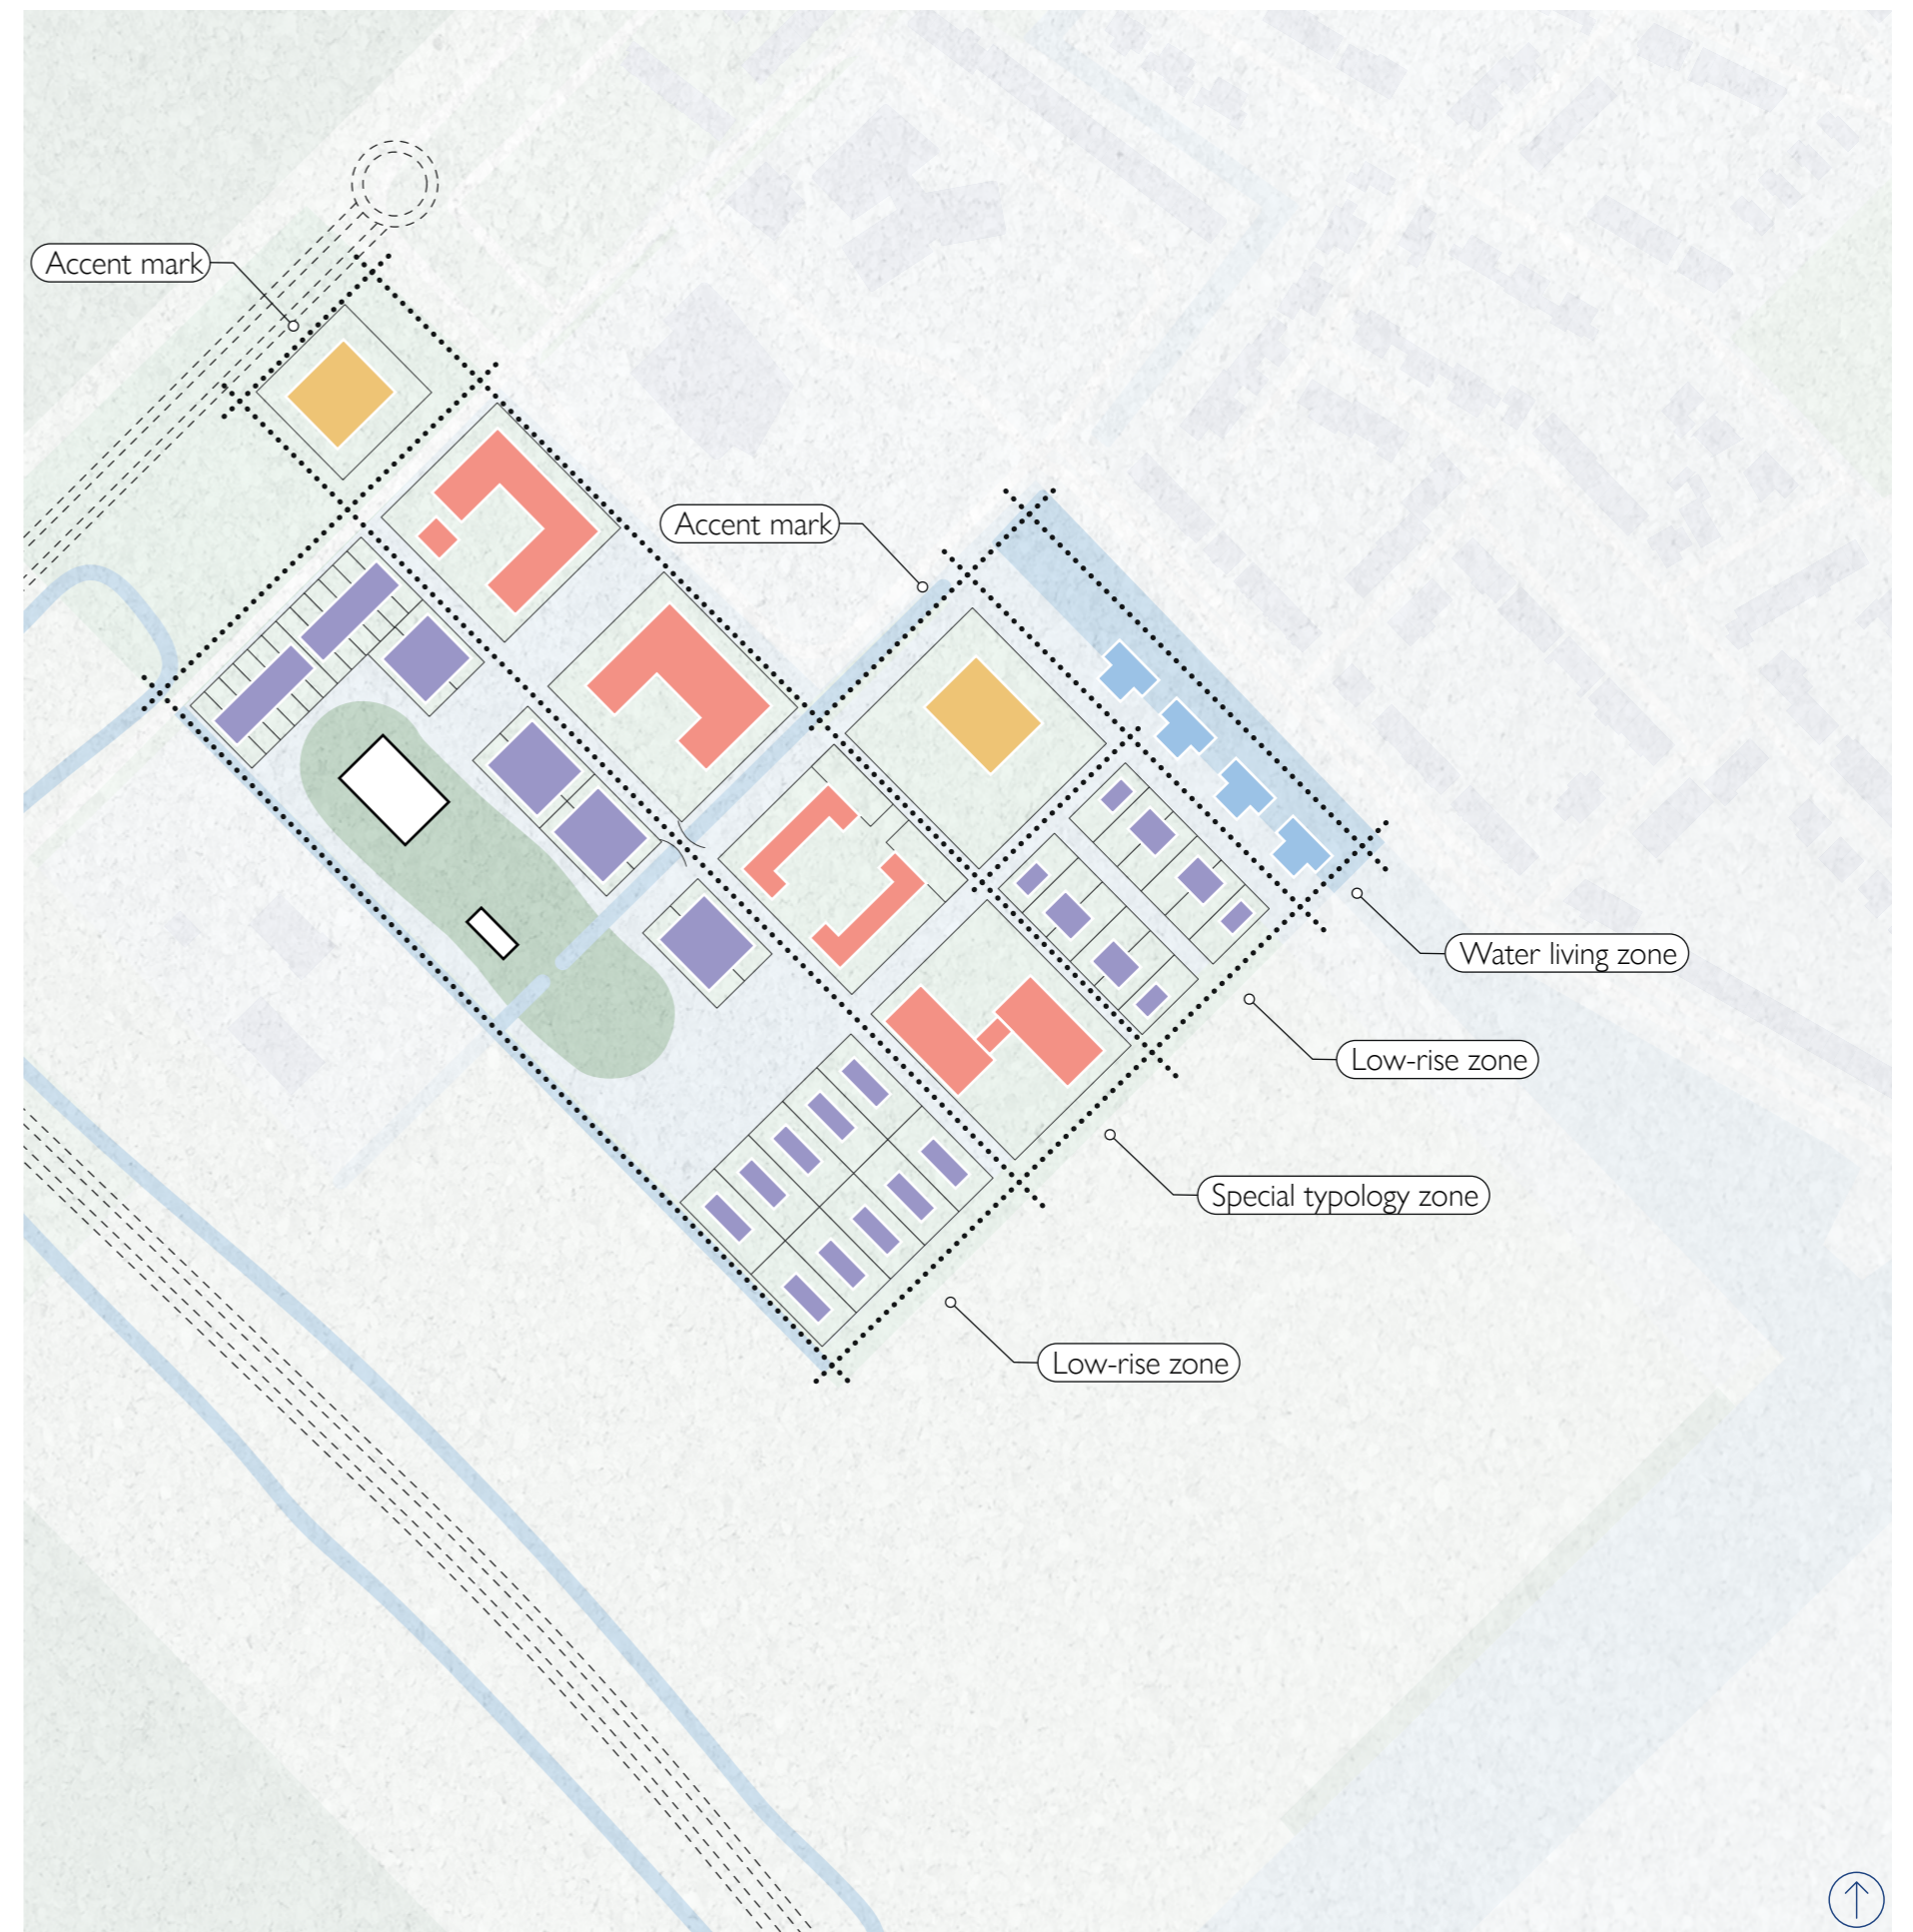 Accent mark
Accent mark
Water living zone
Low-rise zone
Special typology zone
Low-rise zone